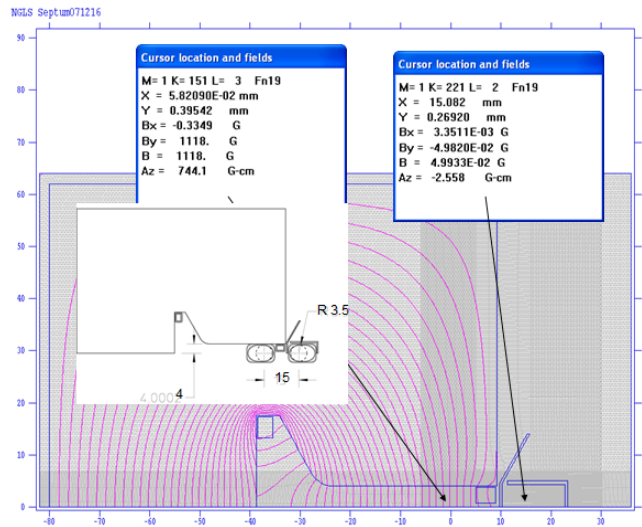 NGLS Septum071216
Cursor location and fields
M= 1 K= 151 L= 3 Fn19
X = 5.82090E-02 mm
Y = 0.39542 mm
Bx = -0.3349 G
By = 1118. G
B = 1118. G
Az = 744.1 G-cm
Cursor location and fields
M= 1 K= 221 L= 2 Fn19
X = 15.082 mm
Y = 0.26920 mm
Bx = 3.3511E-03 G
By = -4.9820E-02 G
B = 4.9933E-02 G
Az = -2.558 G-cm
R 3.5
15
4.000 4
90
80
70
60
50
40
30
20
10
0
-80 -70 -60 -50 -40 -30 -20 -10 0 10 20 30